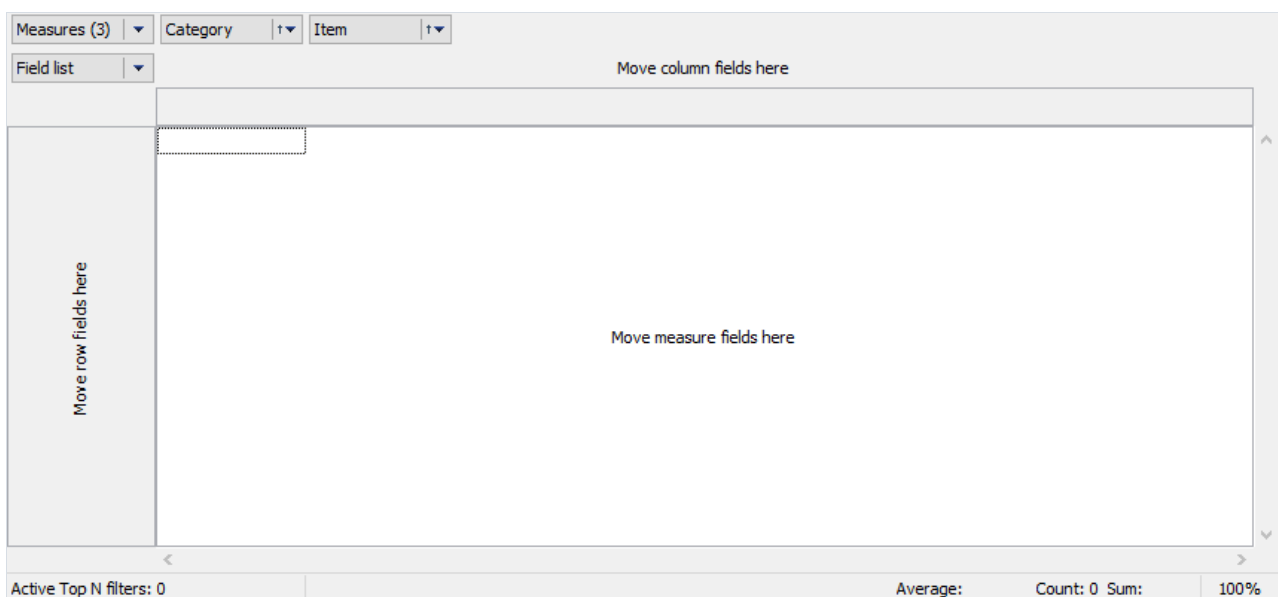 Measures (3) Category Item
Field list Move column fields here
Move row fields here
Move measure fields here
Active Top N filters: 0 Average: Count: 0 Sum: 100%